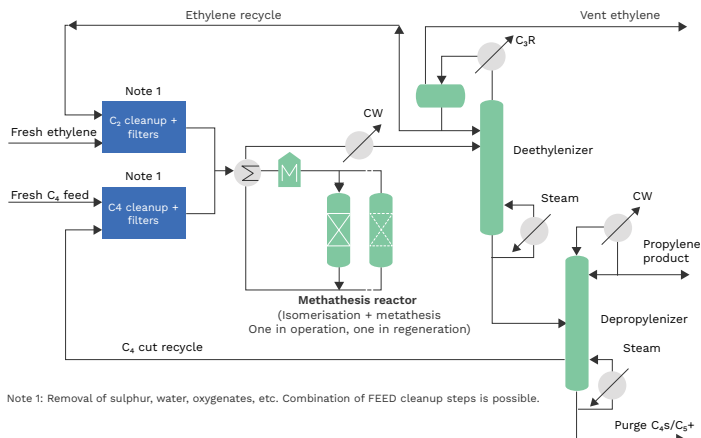 Ethylene recycle
Vent ethylene
C₃R
Note 1
CW
C₂ cleanup +
filters
Fresh ethylene
Deethylenizer
Note 1
Fresh C₄ feed
C4 cleanup +
filters
Steam
CW
Propylene
product
Methathesis reactor
(Isomerisation + metathesis
One in operation, one in regeneration)
Depropylenizer
C₄ cut recycle
Steam
Note 1: Removal of sulphur, water, oxygenates, etc. Combination of FEED cleanup steps is possible.
Purge C₄s/C₅+